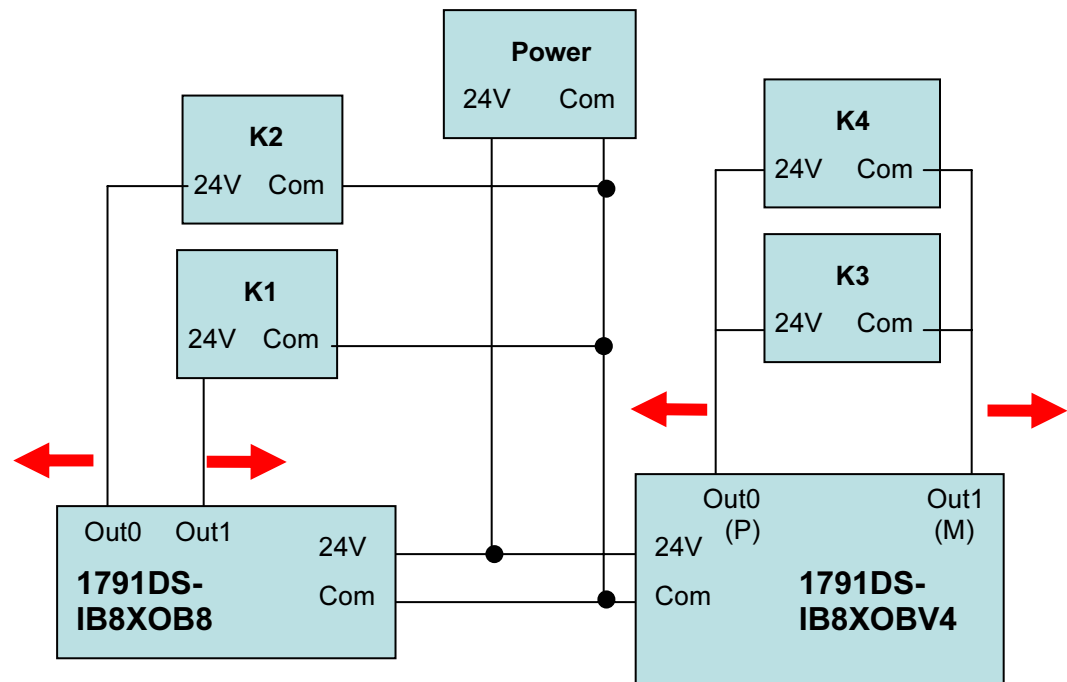 Power
24V Com
K2
24V Com
K1
24V Com
K4
24V Com
K3
24V Com
Out0 Out1
24V
Com
1791DS-
IB8XOB8
Out0
(P)
Out1
(M)
24V
Com
1791DS-
IB8XOBV4